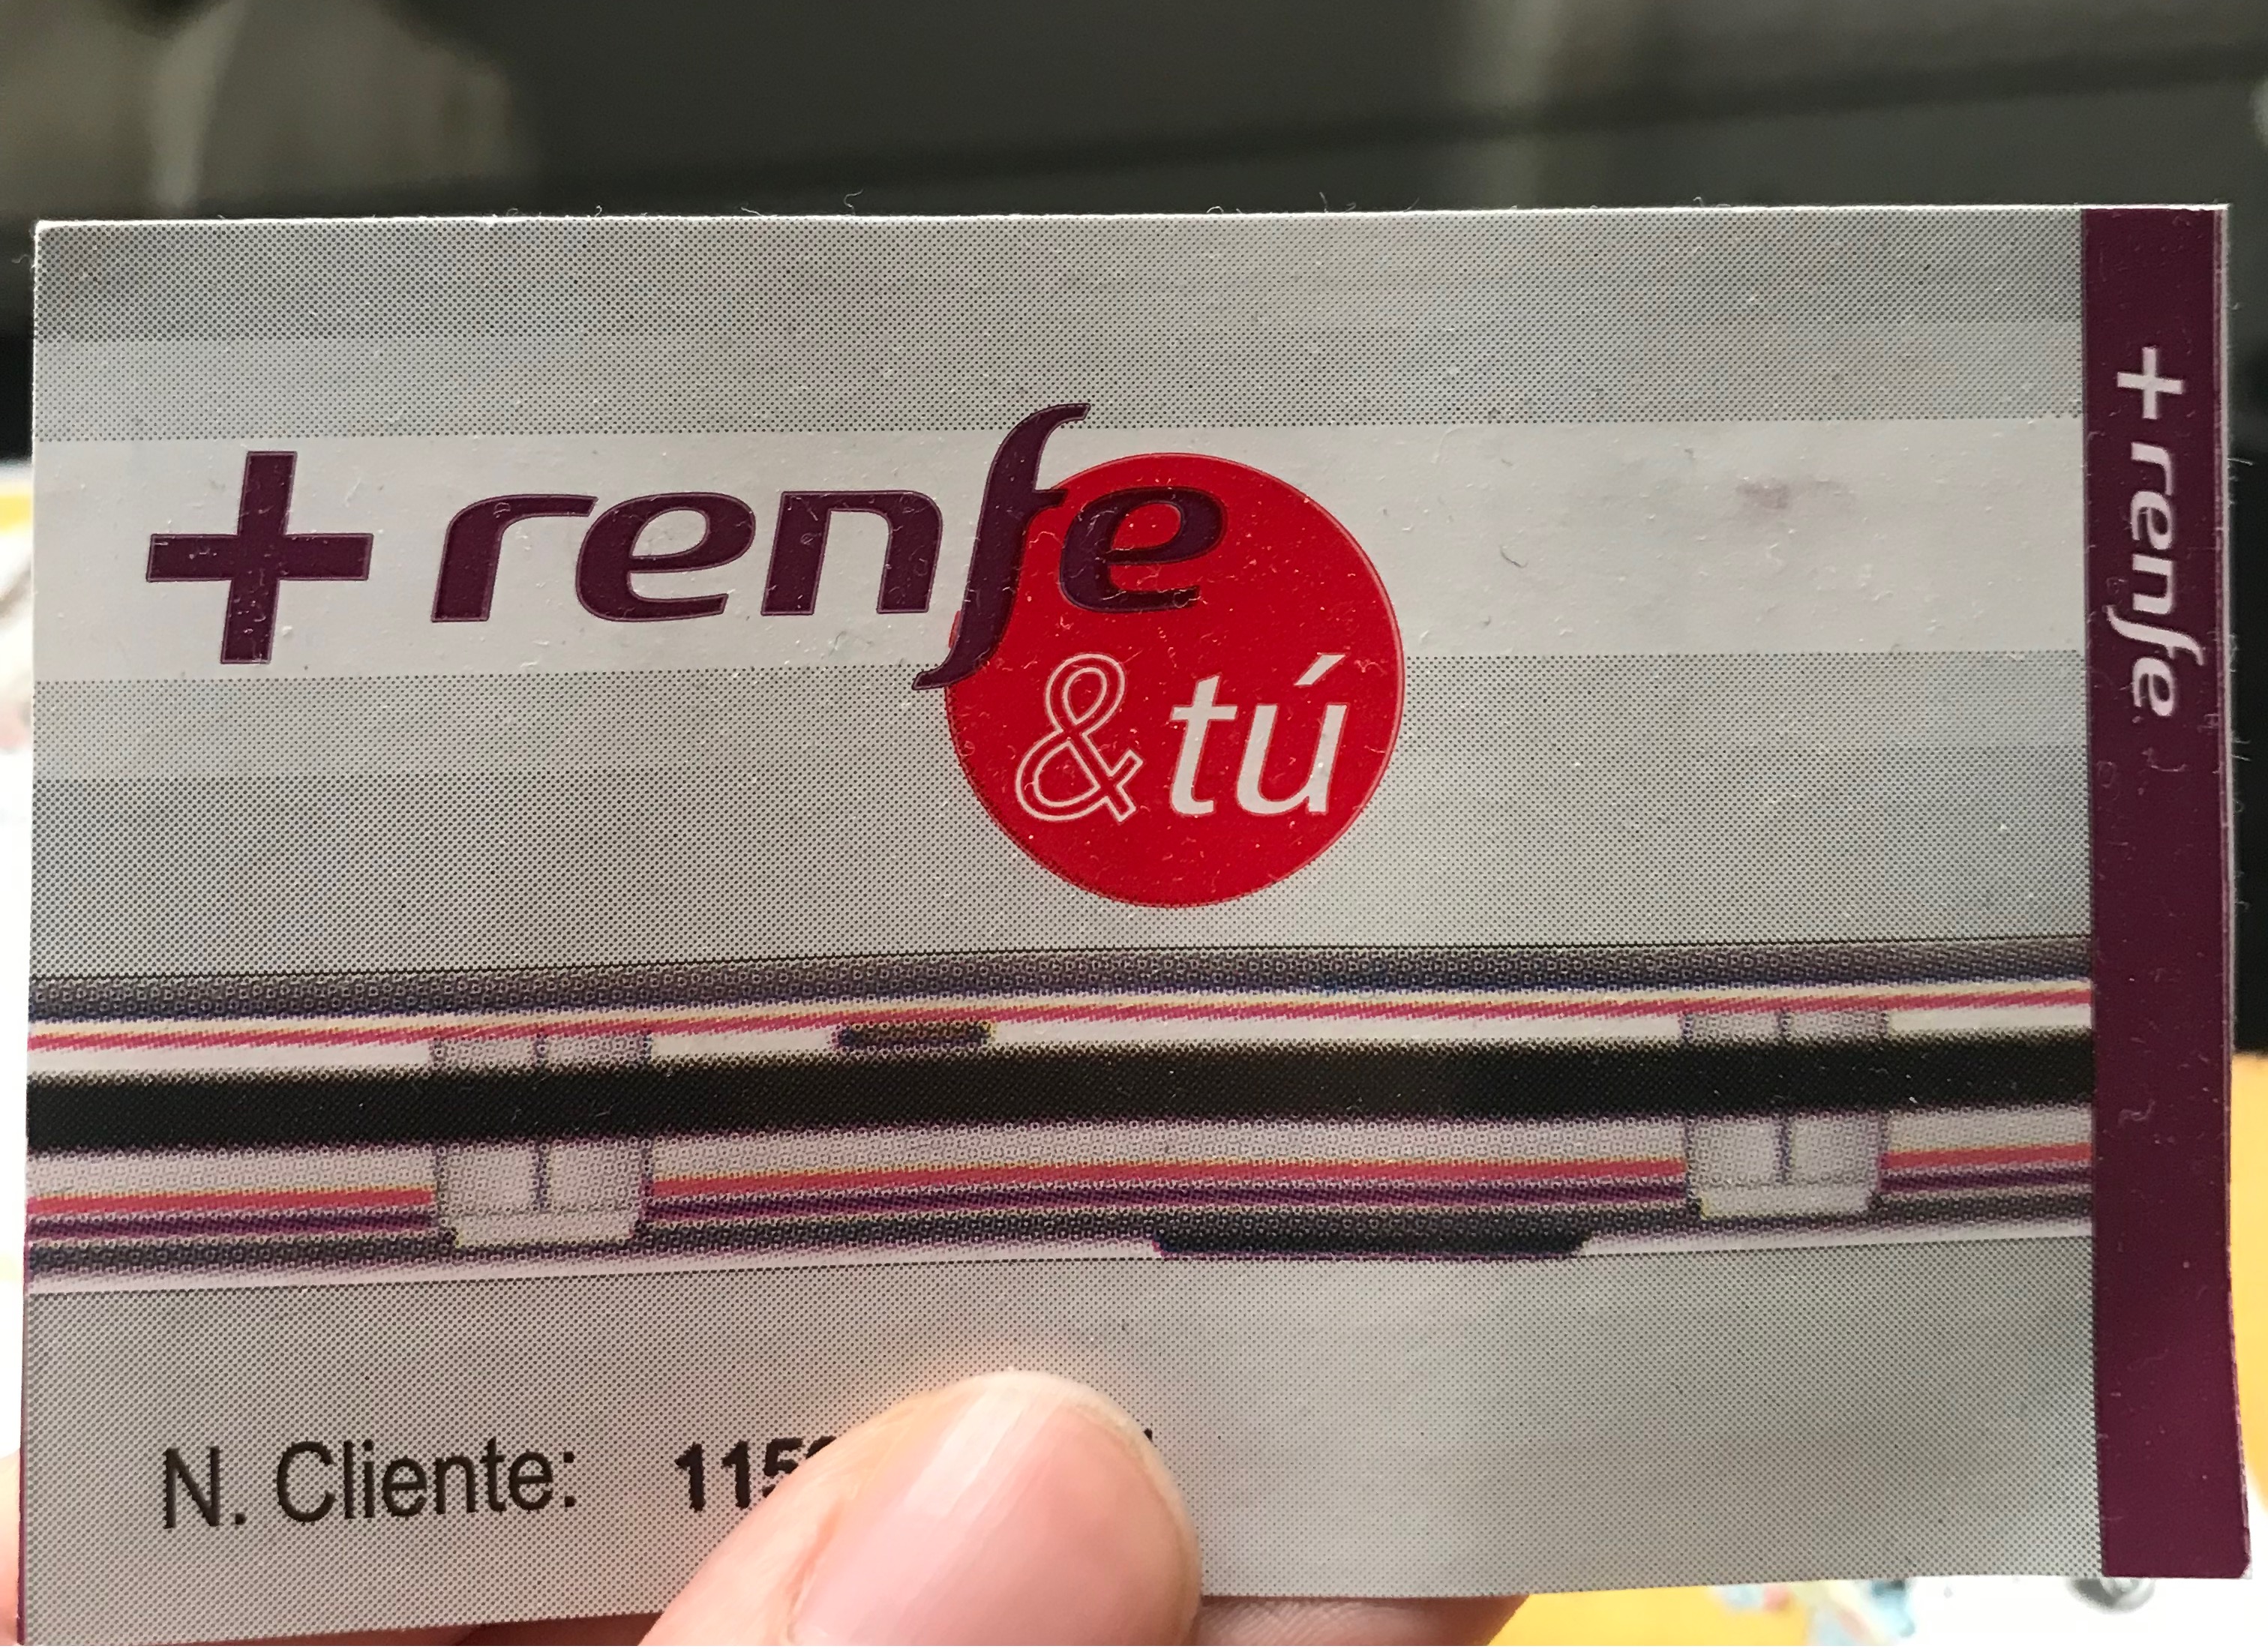 + renfe
& tú
+ renfe
N. Cliente: